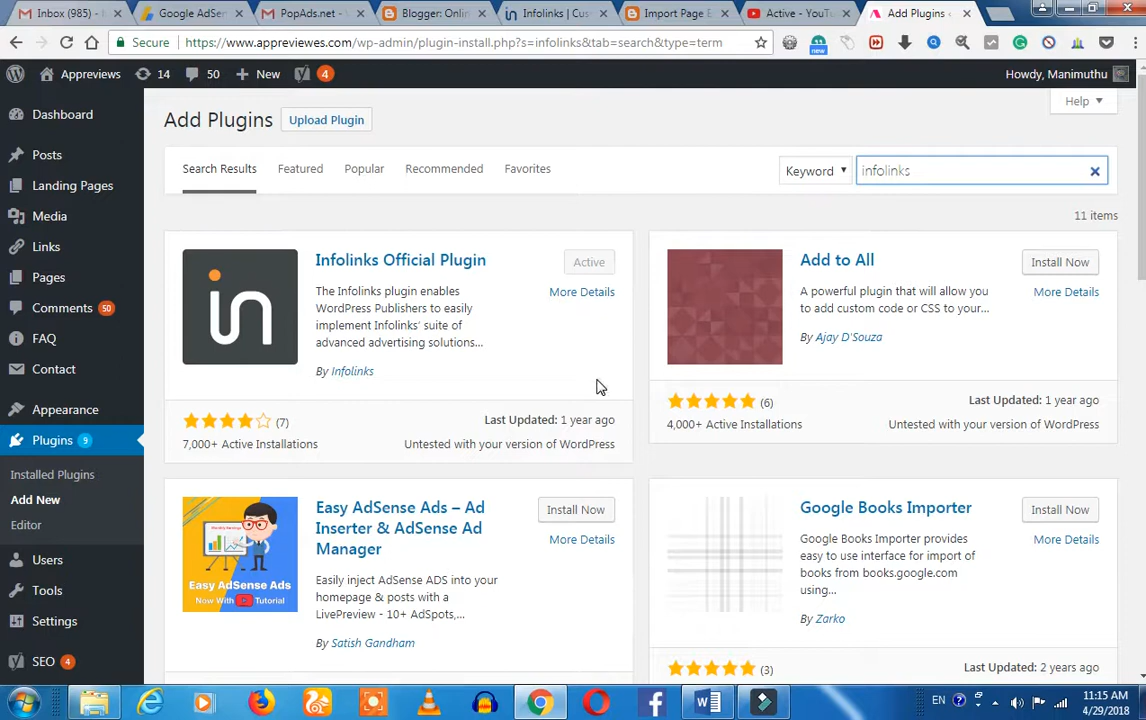 Inbox (985) - m
Google AdSen
PopAds.net - T
Blogger: Onlin
Infolinks | Cust
Import Page E
Active - YouTu
Add Plugins ‹
Secure https://www.appreviewes.com/wp-admin/plugin-install.php?s=infolinks&tab=search&type=term
new
Appreviews 14 50 New 4
Howdy, Manimuthu
Dashboard
Posts
Landing Pages
Media
Links
Pages
Comments 50
FAQ
Contact
Appearance
Plugins 9
Installed Plugins
Add New
Editor
Users
Tools
Settings
SEO 4
Help
Add Plugins Upload Plugin
Search Results Featured Popular Recommended Favorites
Keyword infolinks
11 items
in
Infolinks Official Plugin
Active
More Details
The Infolinks plugin enables
WordPress Publishers to easily
implement Infolinks' suite of
advanced advertising solutions...
By Infolinks
(7)
7,000+ Active Installations
Last Updated: 1 year ago
Untested with your version of WordPress
Add to All
Install Now
More Details
A powerful plugin that will allow you
to add custom code or CSS to your...
By Ajay D'Souza
(6)
4,000+ Active Installations
Last Updated: 1 year ago
Untested with your version of WordPress
Easy AdSense Ads
Now With Tutorial
Easy AdSense Ads – Ad
Inserter & AdSense Ad
Manager
Install Now
More Details
Easily inject AdSense ADS into your
homepage & posts with a
LivePreview - 10+ AdSpots,...
By Satish Gandham
Google Books Importer
Install Now
More Details
Google Books Importer provides
easy to use interface for import of
books from books.google.com
using...
By Zarko
(3)
Last Updated: 2 years ago
EN
11:15 AM
4/29/2018